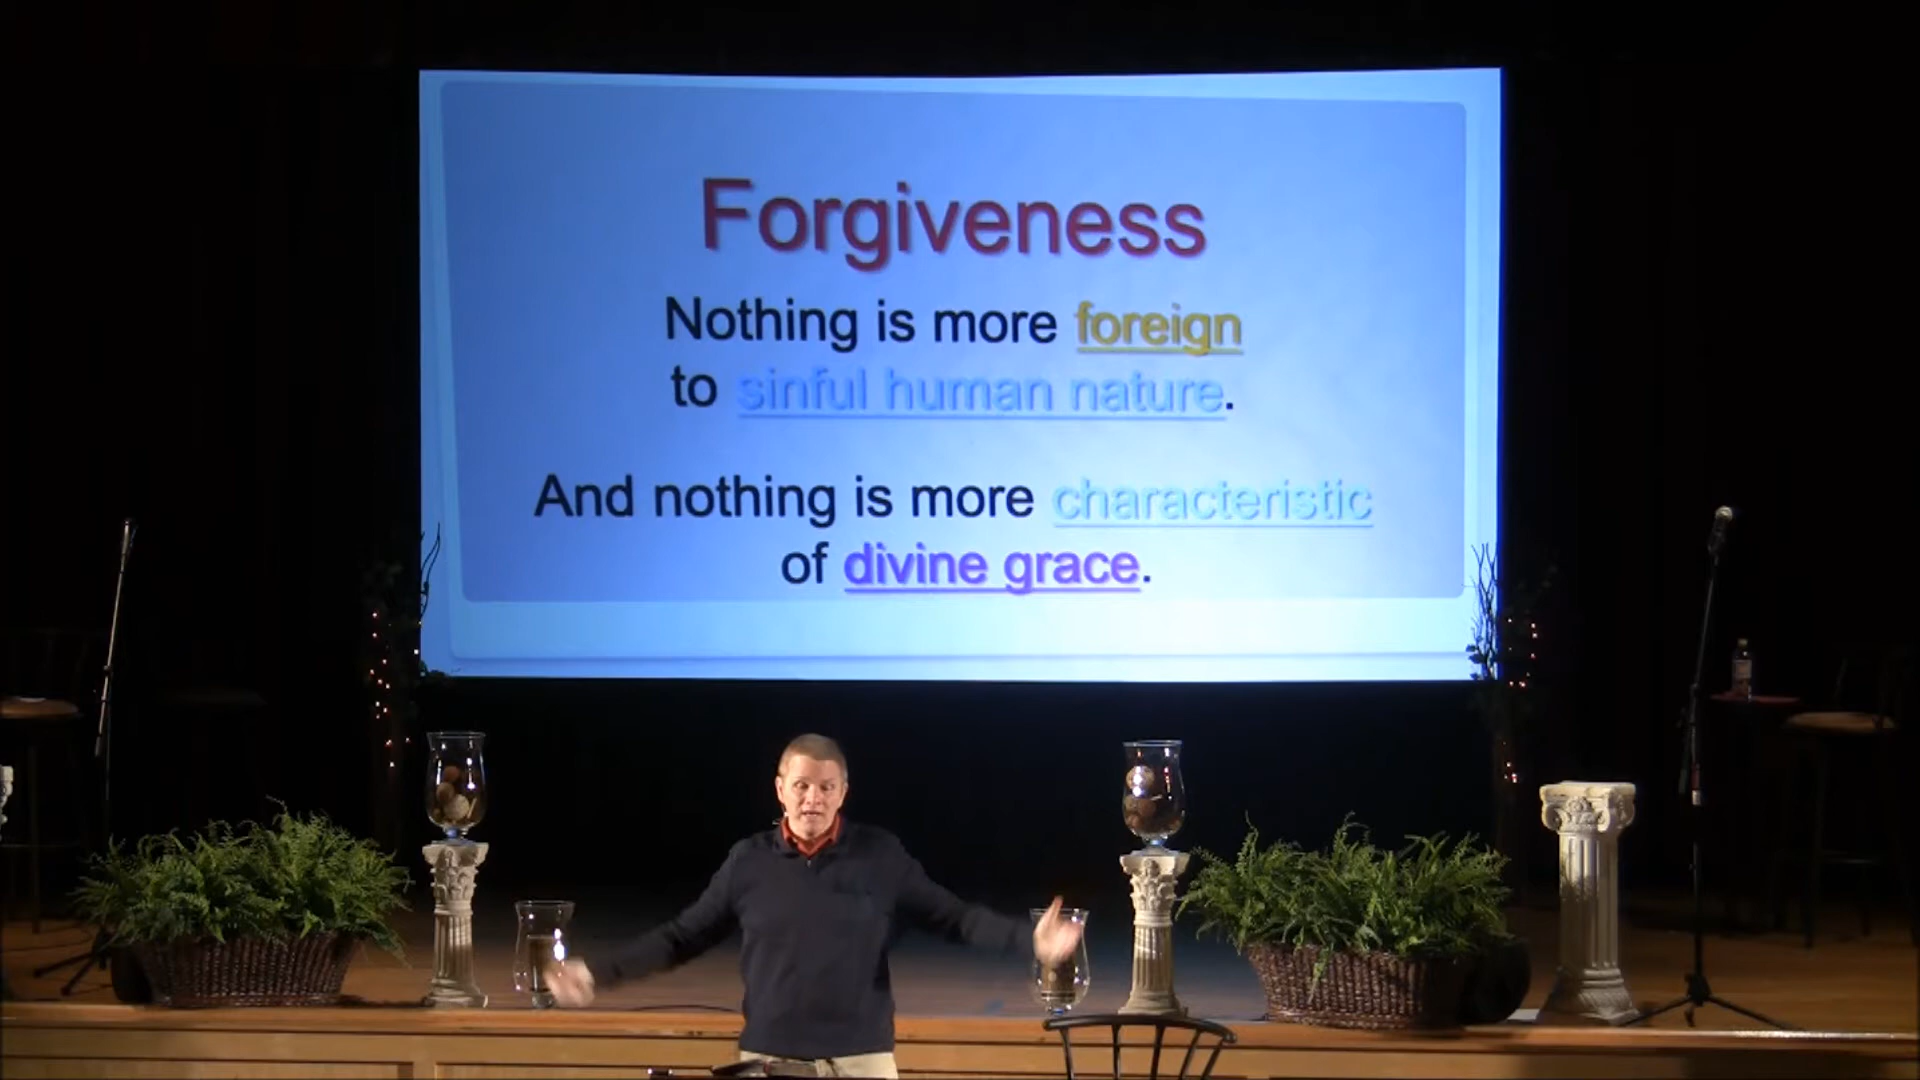 Forgiveness
Nothing is more foreign
to sinful human nature.
And nothing is more characteristic
of divine grace.